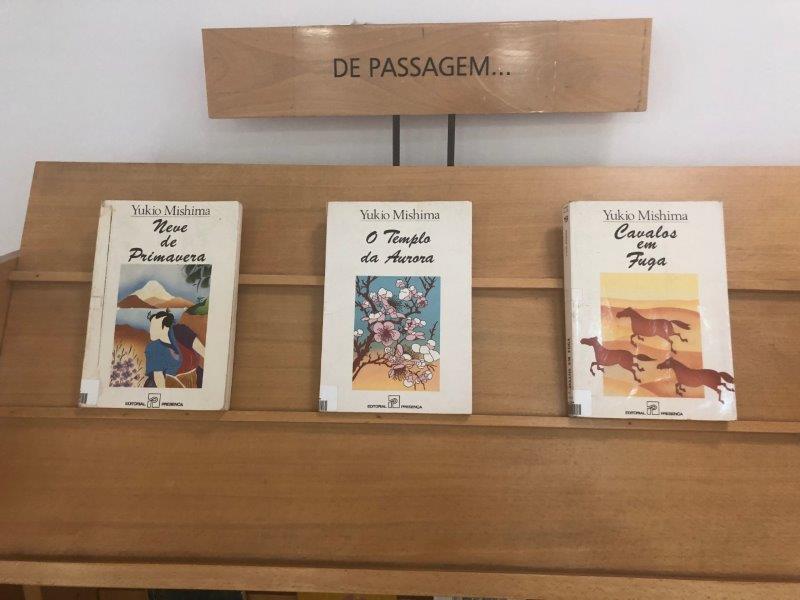 DE PASSAGEM...
Yukio Mishima
Neve
de
Primavera
EDITORIAL PRESENÇA
Yukio Mishima
O Templo
da Aurora
EDITORIAL PRESENÇA
Yukio Mishima
Cavalos
em
Fuga
EDITORIAL PRESENÇA